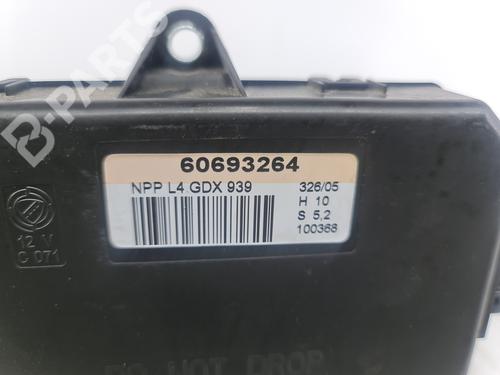 B-PARTS
60693264
NPP L4 GDX 939
326/05
H 10
S 5,2
100368
12 V
C 071
DO NOT DROP